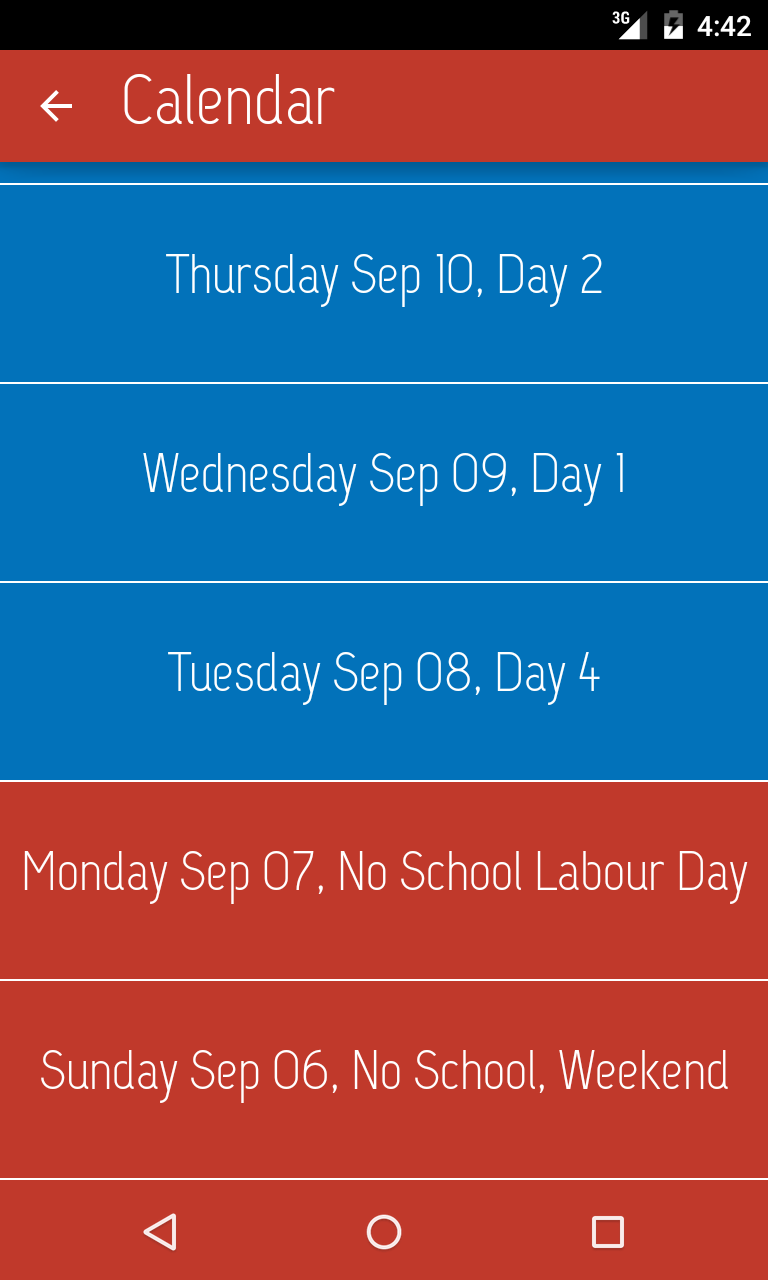 3G 4:42
Calendar
Thursday Sep 10, Day 2
Wednesday Sep 09, Day 1
Tuesday Sep 08, Day 4
Monday Sep 07, No School Labour Day
Sunday Sep 06, No School, Weekend